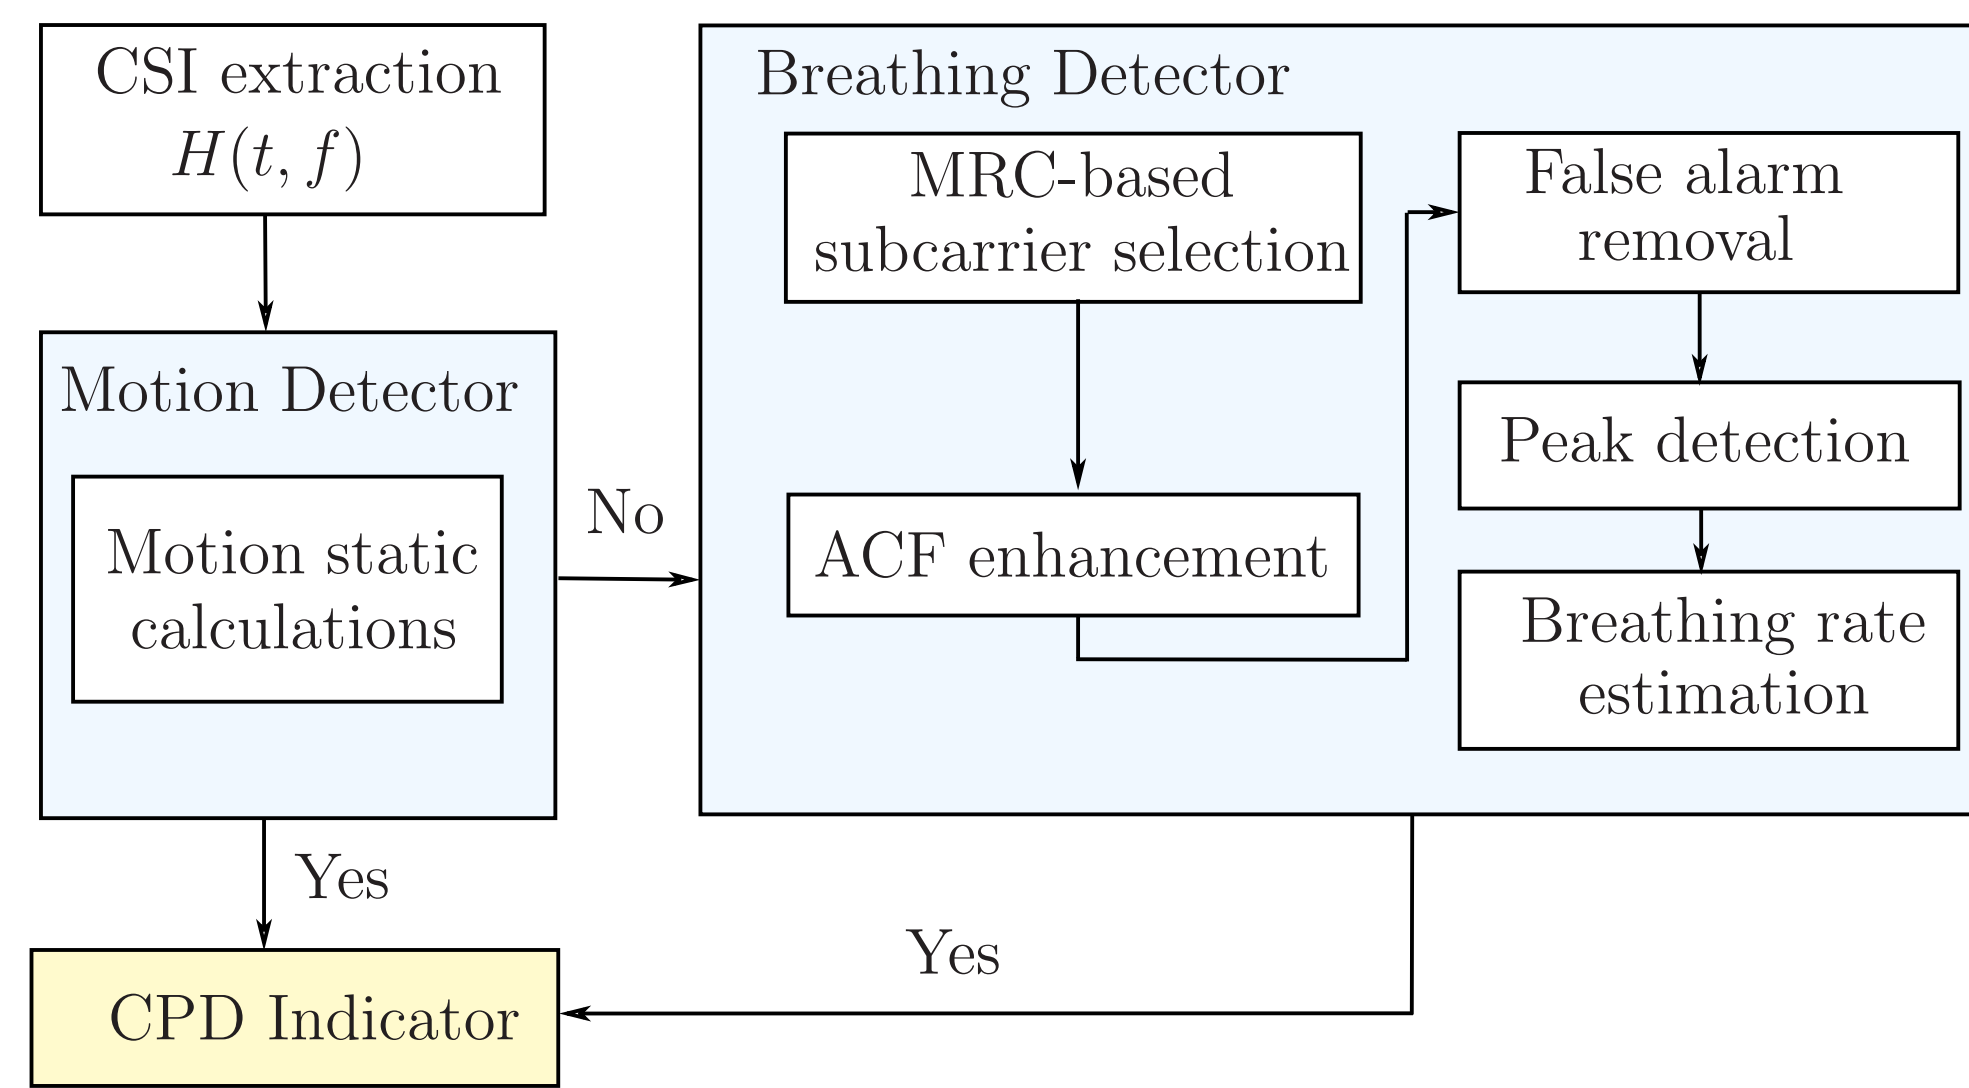 CSI extraction
H(t, f)
Motion Detector
Motion static
calculations
No
Yes
CPD Indicator
Breathing Detector
MRC-based
subcarrier selection
ACF enhancement
False alarm
removal
Peak detection
Breathing rate
estimation
Yes